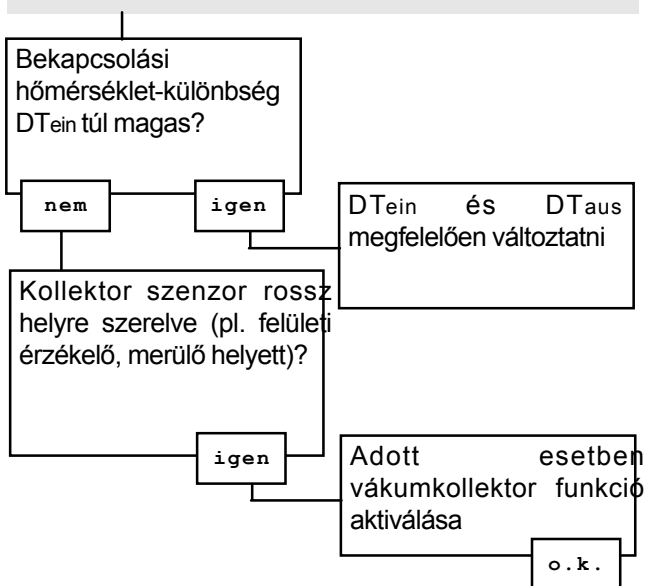 Bekapcsolási
hőmérséklet-különbség
DTein túl magas?
nem
igen
DTein és DTaus
megfelelően változtatni
Kollektor szenzor rossz
helyre szerelve (pl. felületi
érzékelő, merülő helyett)?
igen
Adott esetben
vákumkollektor funkció
aktiválása
o.k.